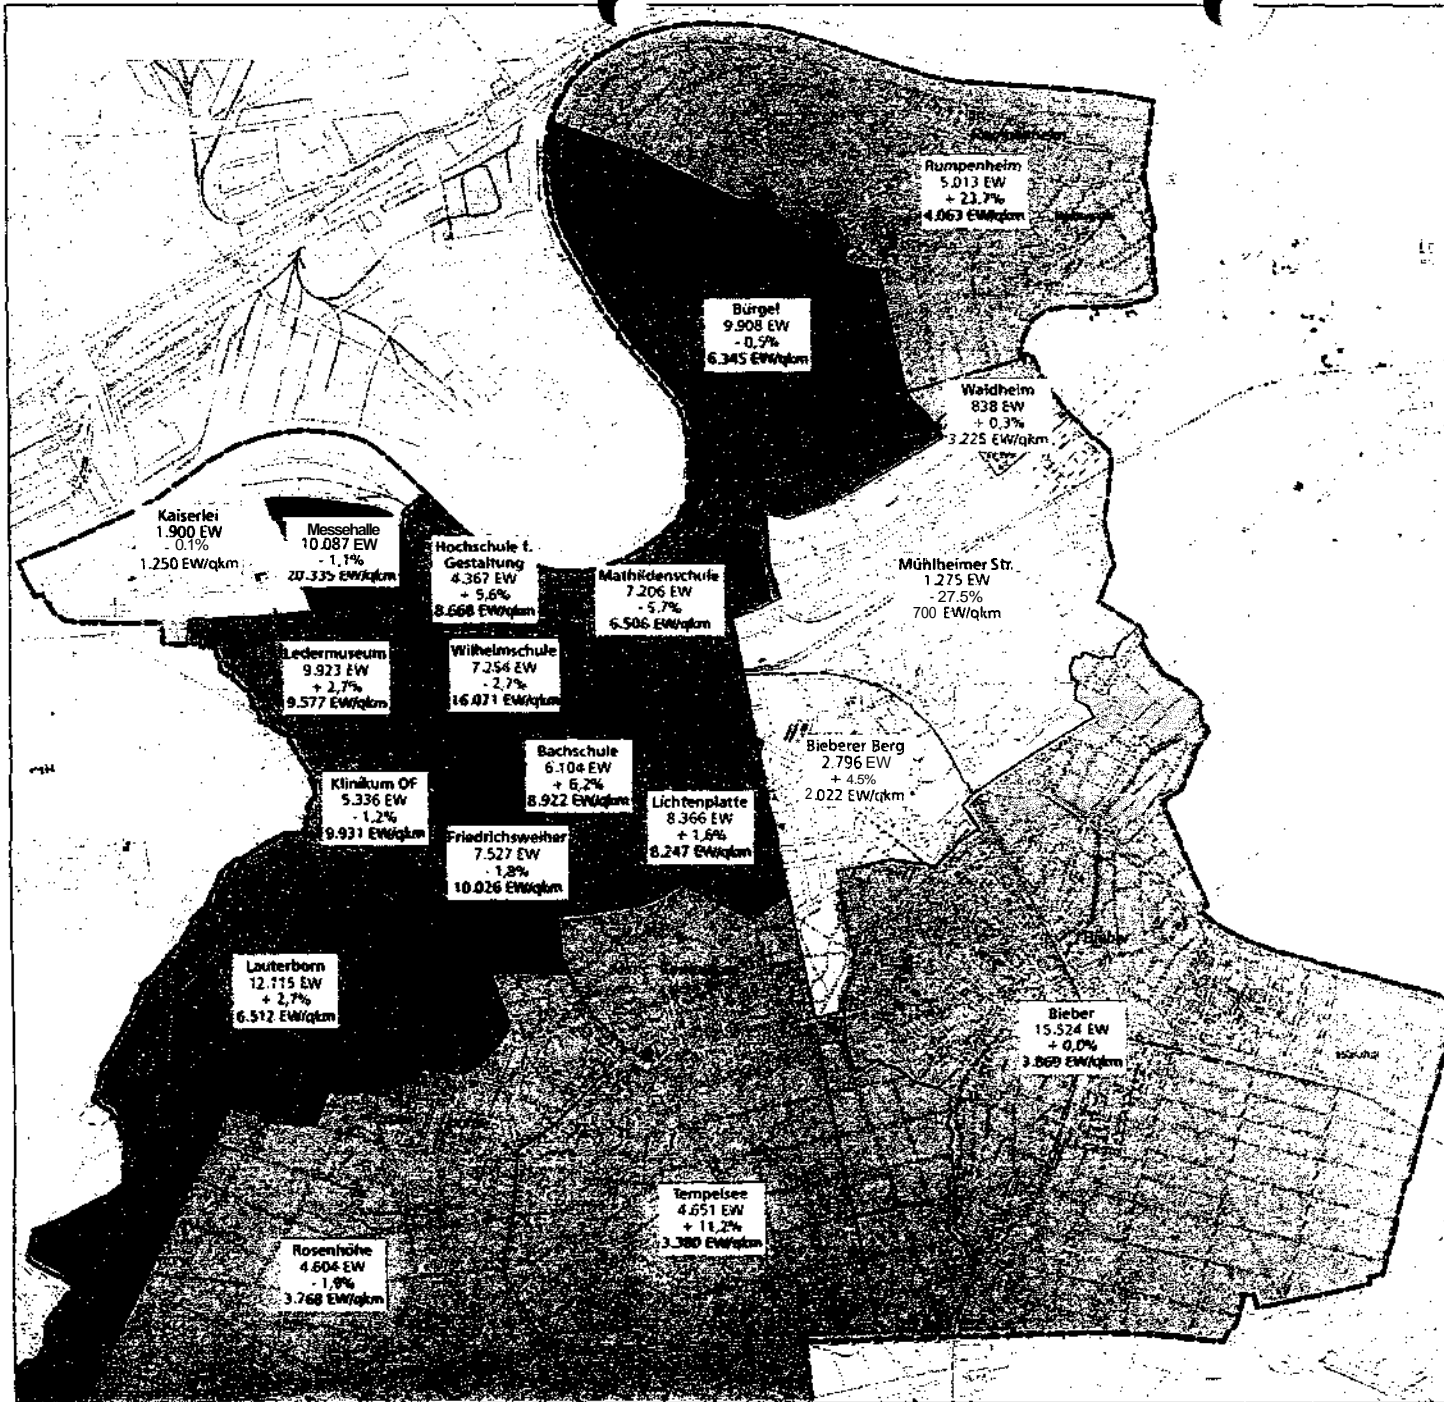 Rumpenheim
5.013 EW
+ 23,7%
4.063 EW/qkm
Bürgel
9.908 EW
- 0,5%
6.345 EW/qkm
Waldheim
838 EW
+ 0,3%
3.225 EW/qkm
Kaiserlei
1.900 EW
- 0.1%
1.250 EW/qkm
Messehalle
10.087 EW
- 1,1%
20.335 EW/qkm
Hochschule f.
Gestaltung
4.367 EW
+ 5,6%
8.668 EW/qkm
Mathildenschule
7.206 EW
- 5,7%
6.506 EW/qkm
Mühlheimer Str.
1.275 EW
- 27.5%
700 EW/qkm
Ledermuseum
9.923 EW
+ 2,7%
9.577 EW/qkm
Wilhelmschule
7.254 EW
- 2,7%
16.071 EW/qkm
Bieberer Berg
2.796 EW
+ 4.5%
2.022 EW/qkm
Bachschule
6.104 EW
+ 6,2%
8.922 EW/qkm
Klinikum OF
5.336 EW
- 1,2%
9.931 EW/qkm
Lichtenplatte
8.366 EW
+ 1,6%
8.247 EW/qkm
Friedrichsweiher
7.527 EW
- 1,8%
10.026 EW/qkm
Lauterborn
12.115 EW
+ 2,7%
6.512 EW/qkm
Bieber
15.524 EW
+ 0,0%
3.869 EW/qkm
Tempelsee
4.651 EW
+ 11,2%
3.380 EW/qkm
Rosenhöhe
4.604 EW
- 1,9%
3.268 EW/qkm